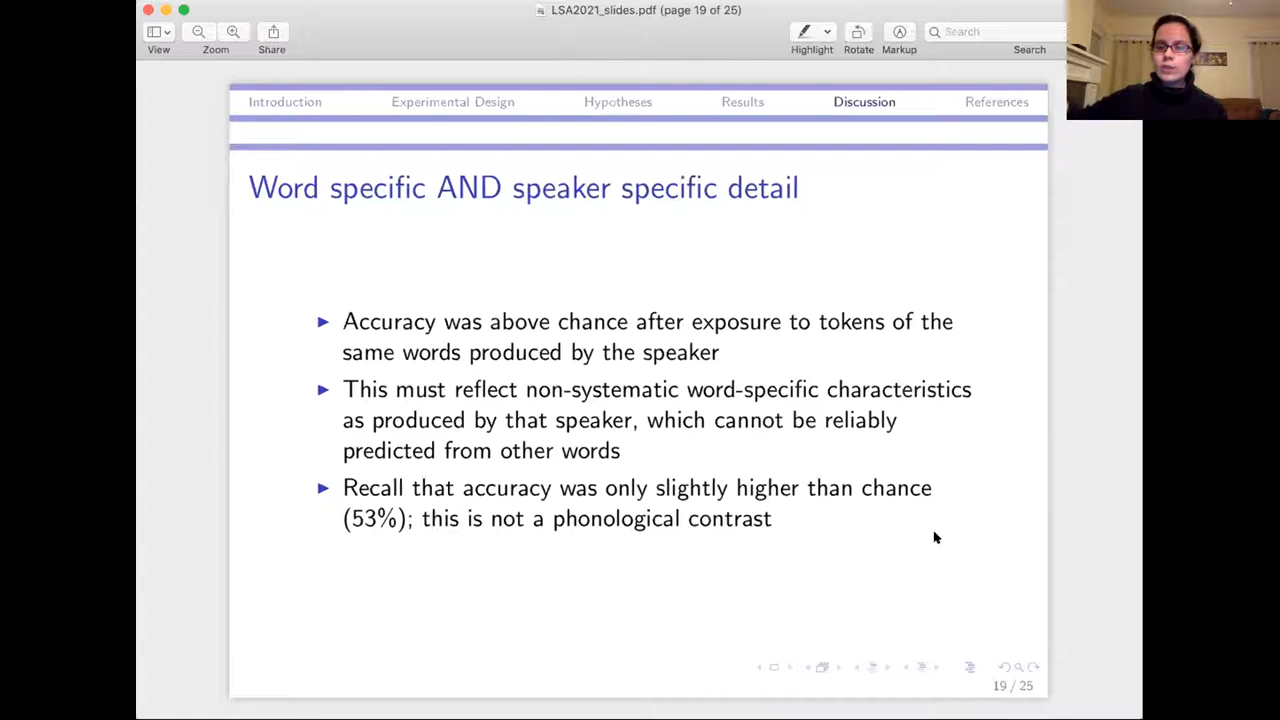 LSA2021_slides.pdf (page 19 of 25)
View Zoom Share Highlight Rotate Markup Search
Search
Introduction Experimental Design Hypotheses Results Discussion References
Word specific AND speaker specific detail
Accuracy was above chance after exposure to tokens of the
same words produced by the speaker
This must reflect non-systematic word-specific characteristics
as produced by that speaker, which cannot be reliably
predicted from other words
Recall that accuracy was only slightly higher than chance
(53%); this is not a phonological contrast
19 / 25